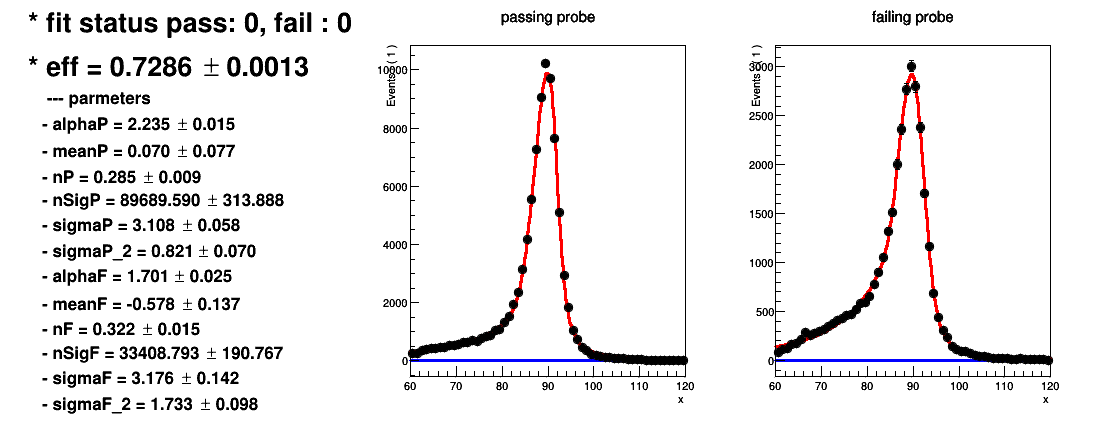 * fit status pass: 0, fail : 0
* eff = 0.7286 ± 0.0013
--- parmeters
- alphaP = 2.235 ± 0.015
- meanP = 0.070 ± 0.077
- nP = 0.285 ± 0.009
- nSigP = 89689.590 ± 313.888
- sigmaP = 3.108 ± 0.058
- sigmaP_2 = 0.821 ± 0.070
- alphaF = 1.701 ± 0.025
- meanF = -0.578 ± 0.137
- nF = 0.322 ± 0.015
- nSigF = 33408.793 ± 190.767
- sigmaF = 3.176 ± 0.142
- sigmaF_2 = 1.733 ± 0.098
passing probe
Events / ( 1 )
10000
8000
6000
4000
2000
0
60 70 80 90 100 110 120
x
failing probe
Events / ( 1 )
3000
2500
2000
1500
1000
500
0
60 70 80 90 100 110 120
x